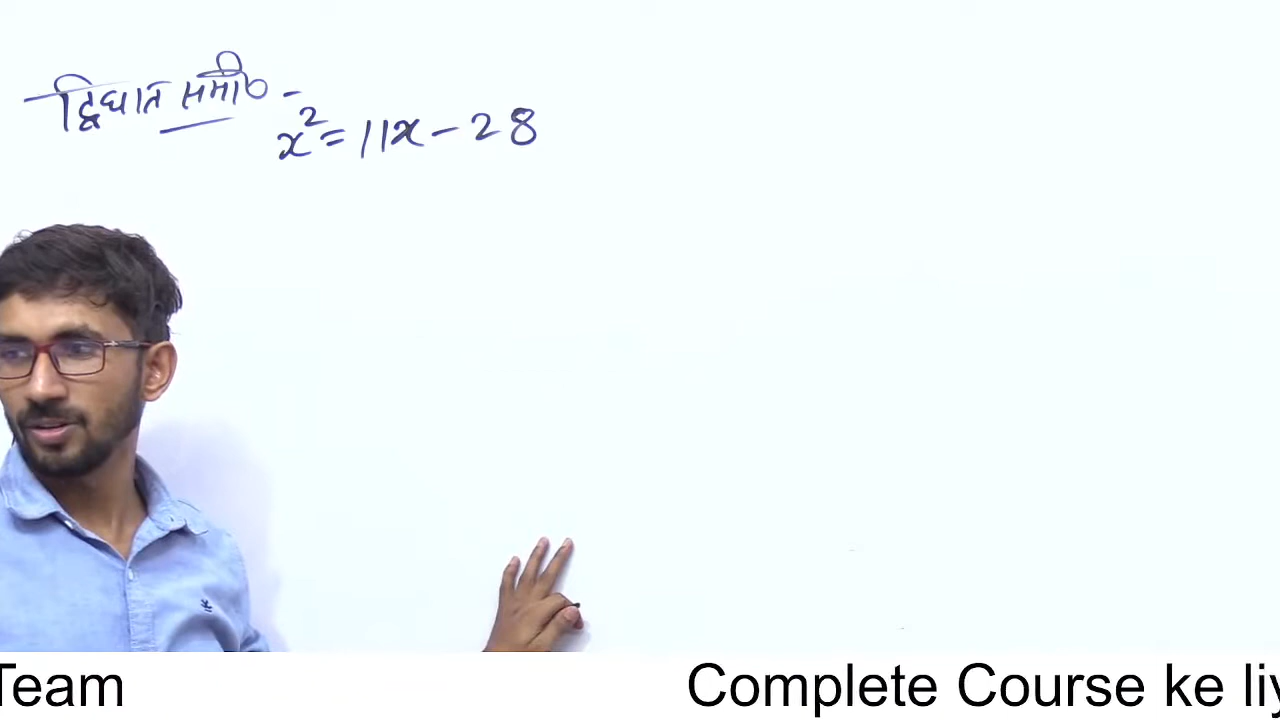 द्विघात समी० -
x² = 11x - 28
Team Complete Course ke liy